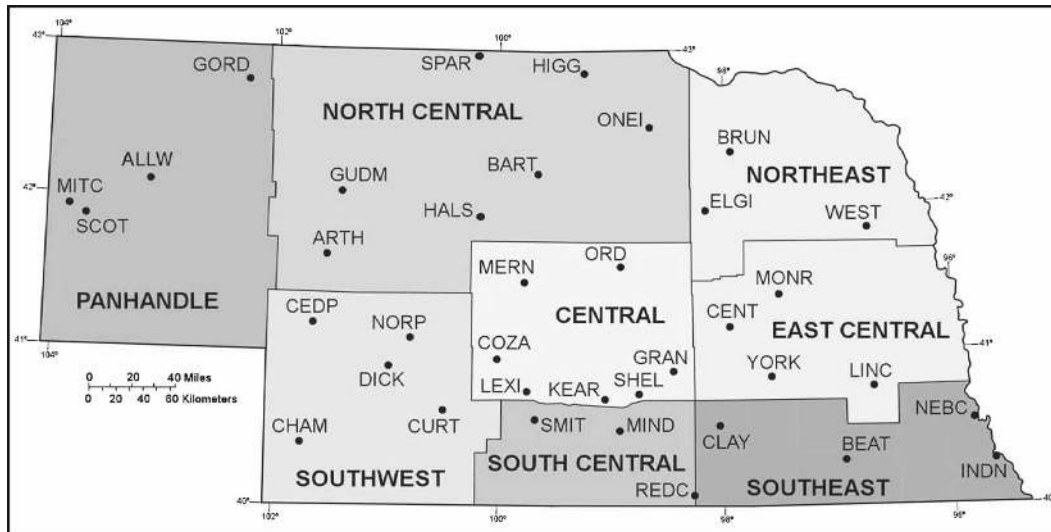 104°
43°
102°
100°
43°
98°
GORD
SPAR
HIGG
NORTH CENTRAL
ONEI
BRUN
ALLW
BART
NORTHEAST
42°
MITC
GUDM
ELGI
42°
SCOT
HALS
WEST
ARTH
ORD
MERN
96°
PANHANDLE
MONR
CEDP
NORP
CENTRAL
CENT
EAST CENTRAL
41°
104°
COZA
GRAN
41°
DICK
YORK
LINC
0 20 40 Miles
0 20 40 60 Kilometers
LEXI
KEAR
SHEL
CHAM
CURT
SMIT
MIND
CLAY
BEAT
NEBC
SOUTHWEST
SOUTH CENTRAL
INDN
REDC
SOUTHEAST
40°
102°
100°
98°
96°
40°